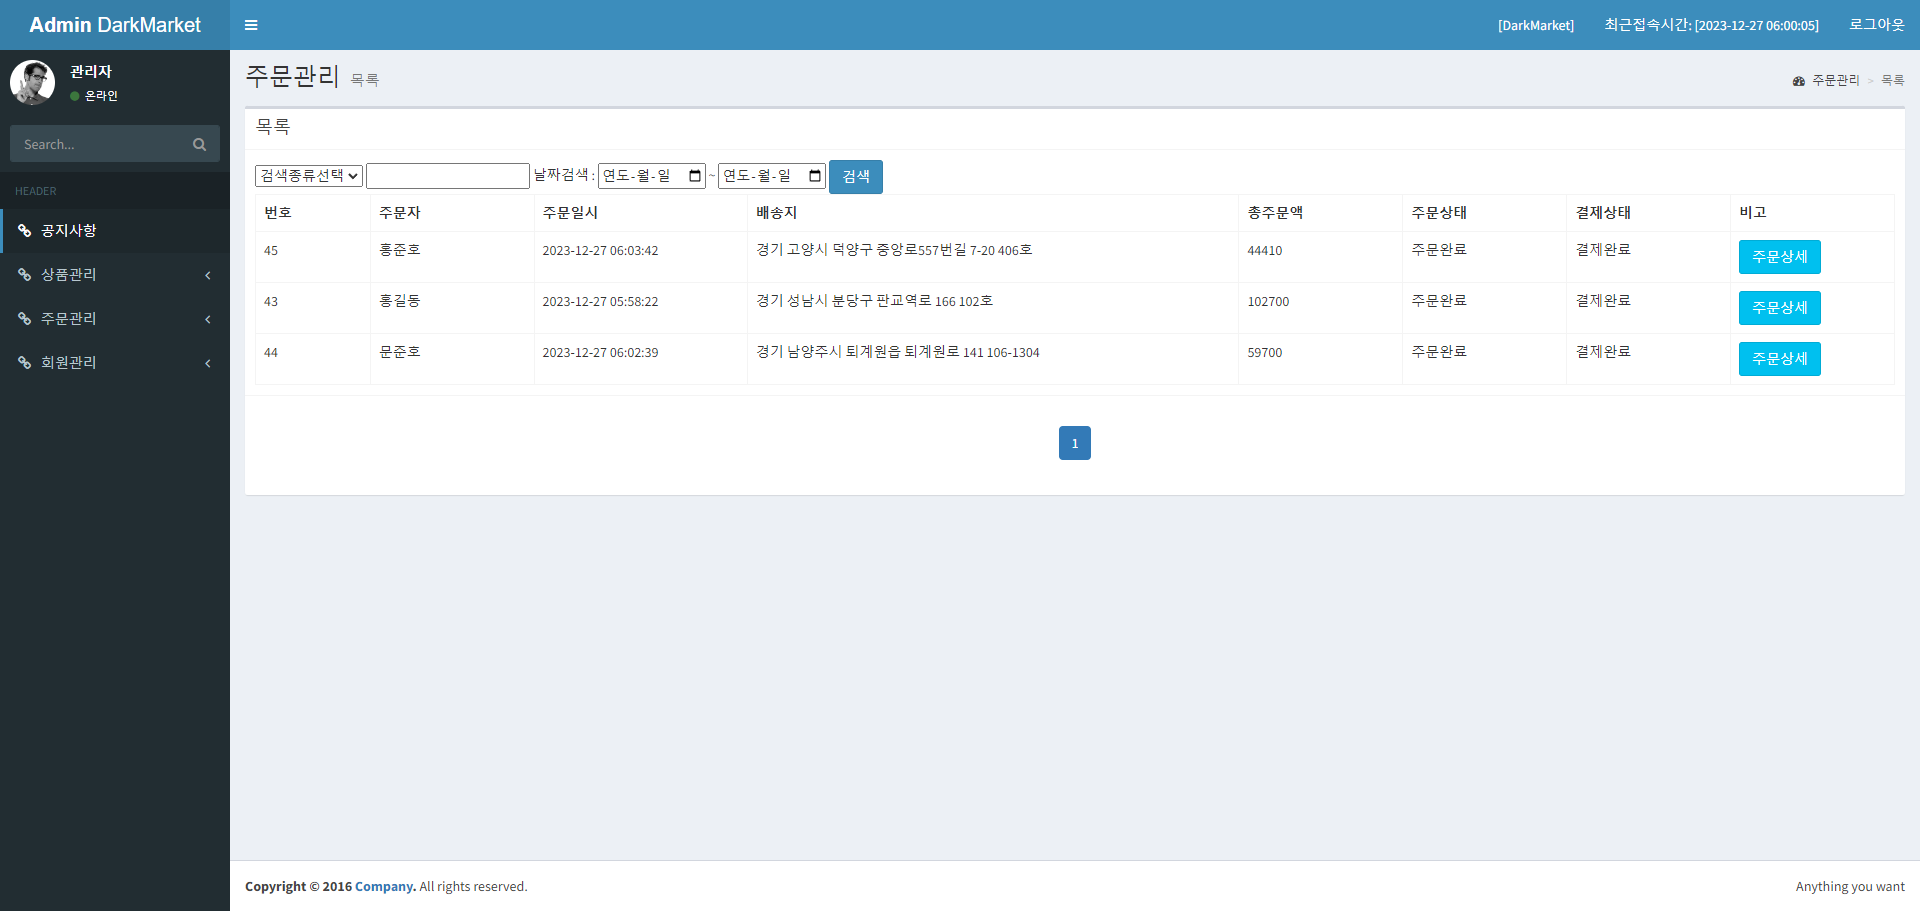 Admin DarkMarket
[DarkMarket] 최근접속시간: [2023-12-27 06:00:05] 로그아웃
관리자
온라인
Search...
HEADER
공지사항
상품관리
주문관리
회원관리
주문관리 목록
주문관리 > 목록
목록
검색종류선택 날짜검색 : 연도-월-일 ~ 연도-월-일 검색
번호 주문자 주문일시 배송지 총주문액 주문상태 결제상태 비고
45 홍준호 2023-12-27 06:03:42 경기 고양시 덕양구 중앙로557번길 7-20 406호 44410 주문완료 결제완료 주문상세
43 홍길동 2023-12-27 05:58:22 경기 성남시 분당구 판교역로 166 102호 102700 주문완료 결제완료 주문상세
44 문준호 2023-12-27 06:02:39 경기 남양주시 퇴계원읍 퇴계원로 141 106-1304 59700 주문완료 결제완료 주문상세
1
Copyright © 2016 Company. All rights reserved.
Anything you want